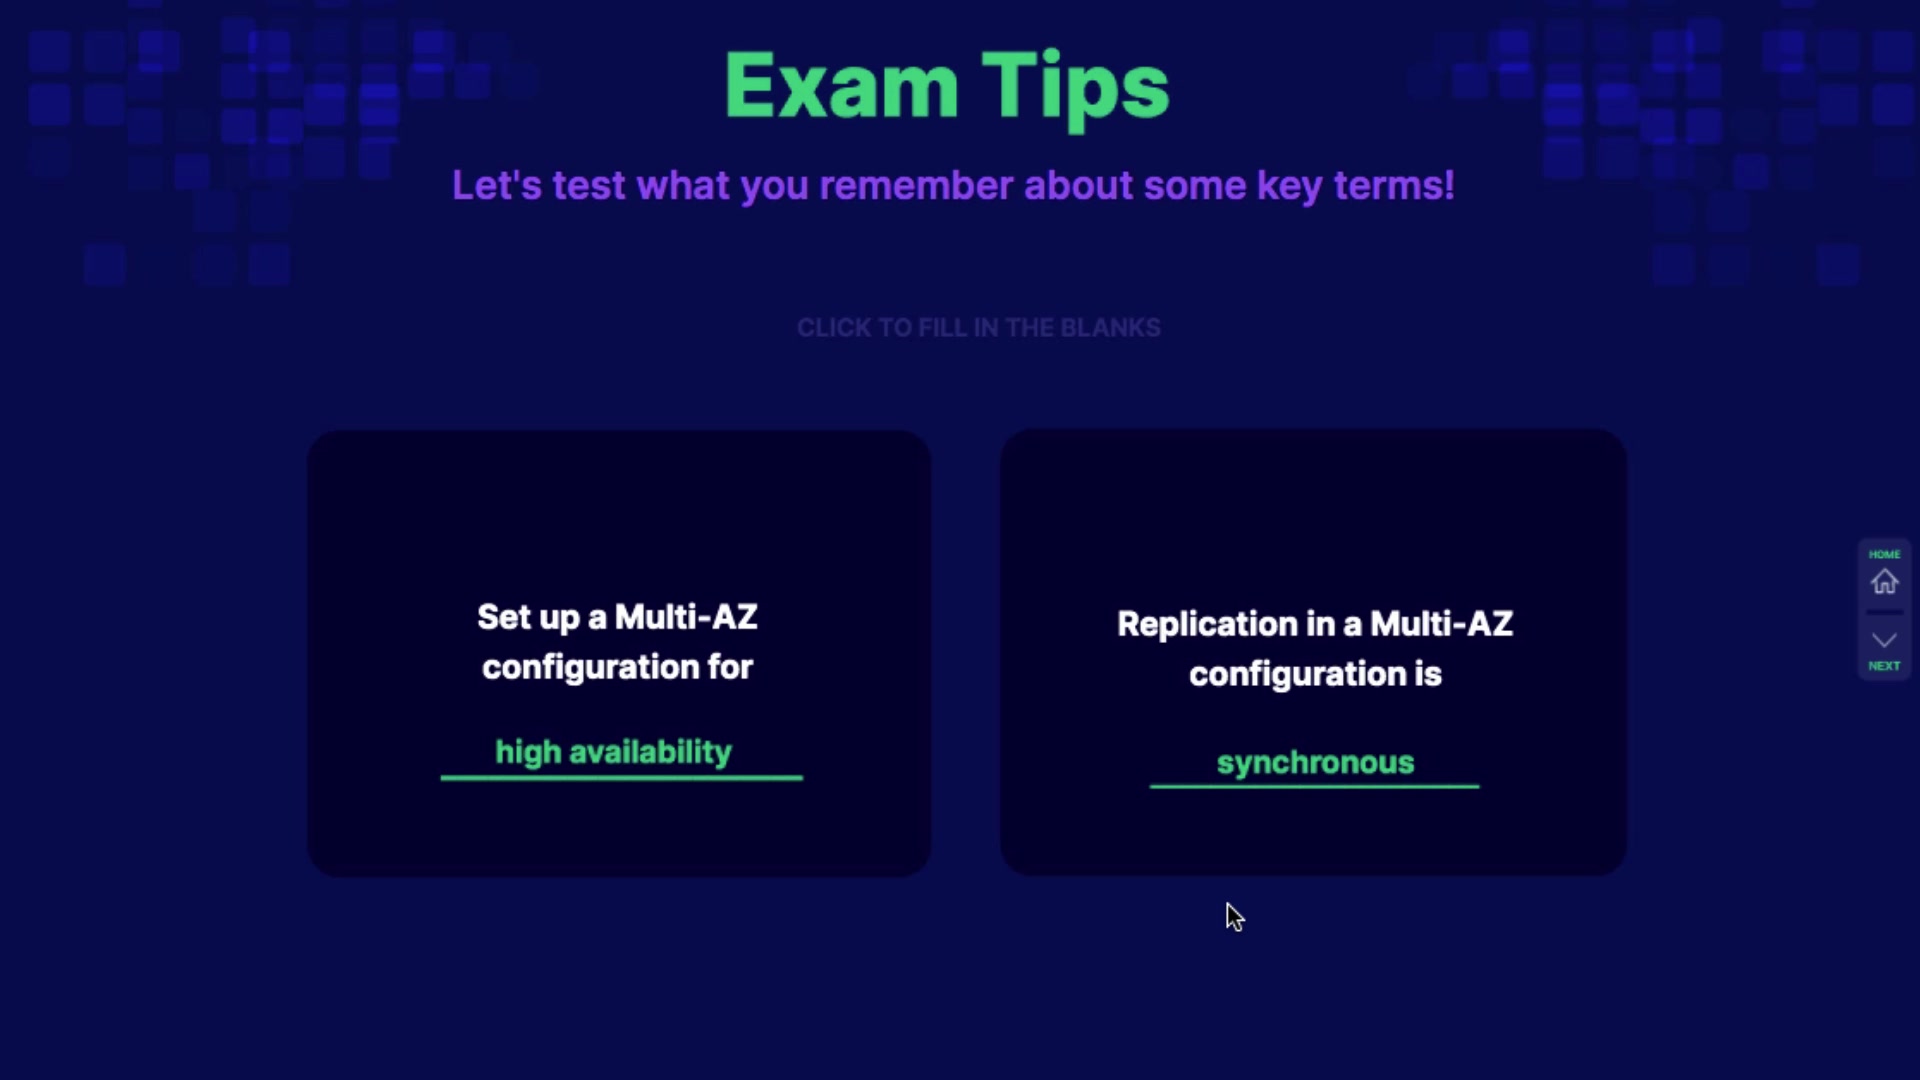 Exam Tips
Let's test what you remember about some key terms!
CLICK TO FILL IN THE BLANKS
Set up a Multi-AZ
configuration for
high availability
Replication in a Multi-AZ
configuration is
synchronous
HOME
NEXT